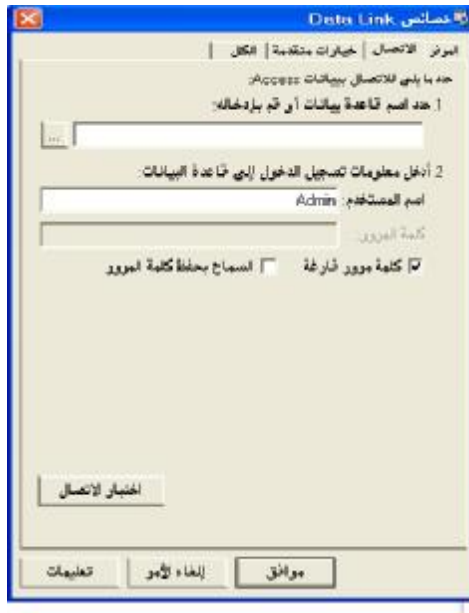 خصائص Data Link
الموفر الاتصال خيارات متقدمة الكل
حدد ما يلي للاتصال ببيانات Access:
1. حدد اسم قاعدة بيانات أو قم بإدخاله:
...
2. أدخل معلومات تسجيل الدخول إلى قاعدة البيانات:
اسم المستخدم: Admin
كلمة المرور:
كلمة مرور فارغة السماح بحفظ كلمة المرور
اختبار الاتصال
موافق إلغاء الأمر تعليمات